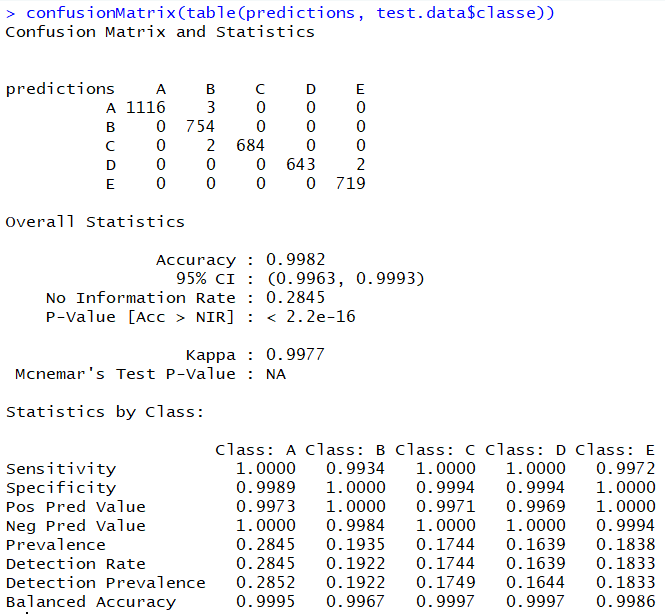 > confusionMatrix(table(predictions, test.data$classe))
Confusion Matrix and Statistics
predictions A B C D E
A 1116 3 0 0 0
B 0 754 0 0 0
C 0 2 684 0 0
D 0 0 0 643 2
E 0 0 0 0 719
Overall Statistics
Accuracy : 0.9982
95% CI : (0.9963, 0.9993)
No Information Rate : 0.2845
P-Value [Acc > NIR] : < 2.2e-16
Kappa : 0.9977
Mcnemar's Test P-Value : NA
Statistics by Class:
Class: A Class: B Class: C Class: D Class: E
Sensitivity 1.0000 0.9934 1.0000 1.0000 0.9972
Specificity 0.9989 1.0000 0.9994 0.9994 1.0000
Pos Pred Value 0.9973 1.0000 0.9971 0.9969 1.0000
Neg Pred Value 1.0000 0.9984 1.0000 1.0000 0.9994
Prevalence 0.2845 0.1935 0.1744 0.1639 0.1838
Detection Rate 0.2845 0.1922 0.1744 0.1639 0.1833
Detection Prevalence 0.2852 0.1922 0.1749 0.1644 0.1833
Balanced Accuracy 0.9995 0.9967 0.9997 0.9997 0.9986